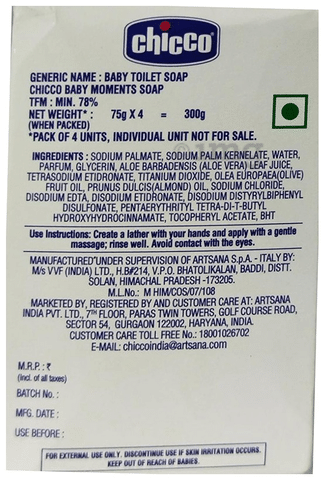 chicco
GENERIC NAME : BABY TOILET SOAP
CHICCO BABY MOMENTS SOAP
TFM : MIN. 78%
NET WEIGHT* : 75g X 4 = 300g
(WHEN PACKED)
*PACK OF 4 UNITS, INDIVIDUAL UNIT NOT FOR SALE.
INGREDIENTS : SODIUM PALMATE, SODIUM PALM KERNELATE, WATER,
PARFUM, GLYCERIN, ALOE BARBADENSIS (ALOE VERA) LEAF JUICE,
TETRASODIUM ETIDRONATE, TITANIUM DIOXIDE, OLEA EUROPAEA(OLIVE)
FRUIT OIL, PRUNUS DULCIS(ALMOND) OIL, SODIUM CHLORIDE,
DISODIUM EDTA, DISODIUM ETIDRONATE, DISODIUM DISTYRYLBIPHENYL
DISULFONATE, PENTAERYTHRITYL TETRA-DI-T-BUTYL
HYDROXYHYDROCINNAMATE, TOCOPHERYL ACETATE, BHT
Use Instructions: Create a lather with your hands and apply with a gentle
massage; rinse well. Avoid contact with the eyes.
MANUFACTURED UNDER SUPERVISION OF ARTSANA S.p.A. - ITALY BY:
M/s VVF (INDIA) LTD., H.B#214, V.P.O. BHATOLIKALAN, BADDI, DISTT.
SOLAN, HIMACHAL PRADESH -173205.
M.L.No.: M HIM/COS/07/108
MARKETED BY, REGISTERED BY AND CUSTOMER CARE AT: ARTSANA
INDIA PVT. LTD., 7TH FLOOR, PARAS TWIN TOWERS, GOLF COURSE ROAD,
SECTOR 54, GURGAON 122002, HARYANA, INDIA.
CUSTOMER CARE TOLL FREE No.: 18001026702
E-MAIL: chiccoindia@artsana.com
M.R.P.: ₹
(incl. of all taxes)
BATCH No. :
MFG. DATE :
USE BEFORE :
FOR EXTERNAL USE ONLY. DISCONTINUE USE IF SKIN IRRITATION OCCURS.
KEEP OUT OF REACH OF BABIES.